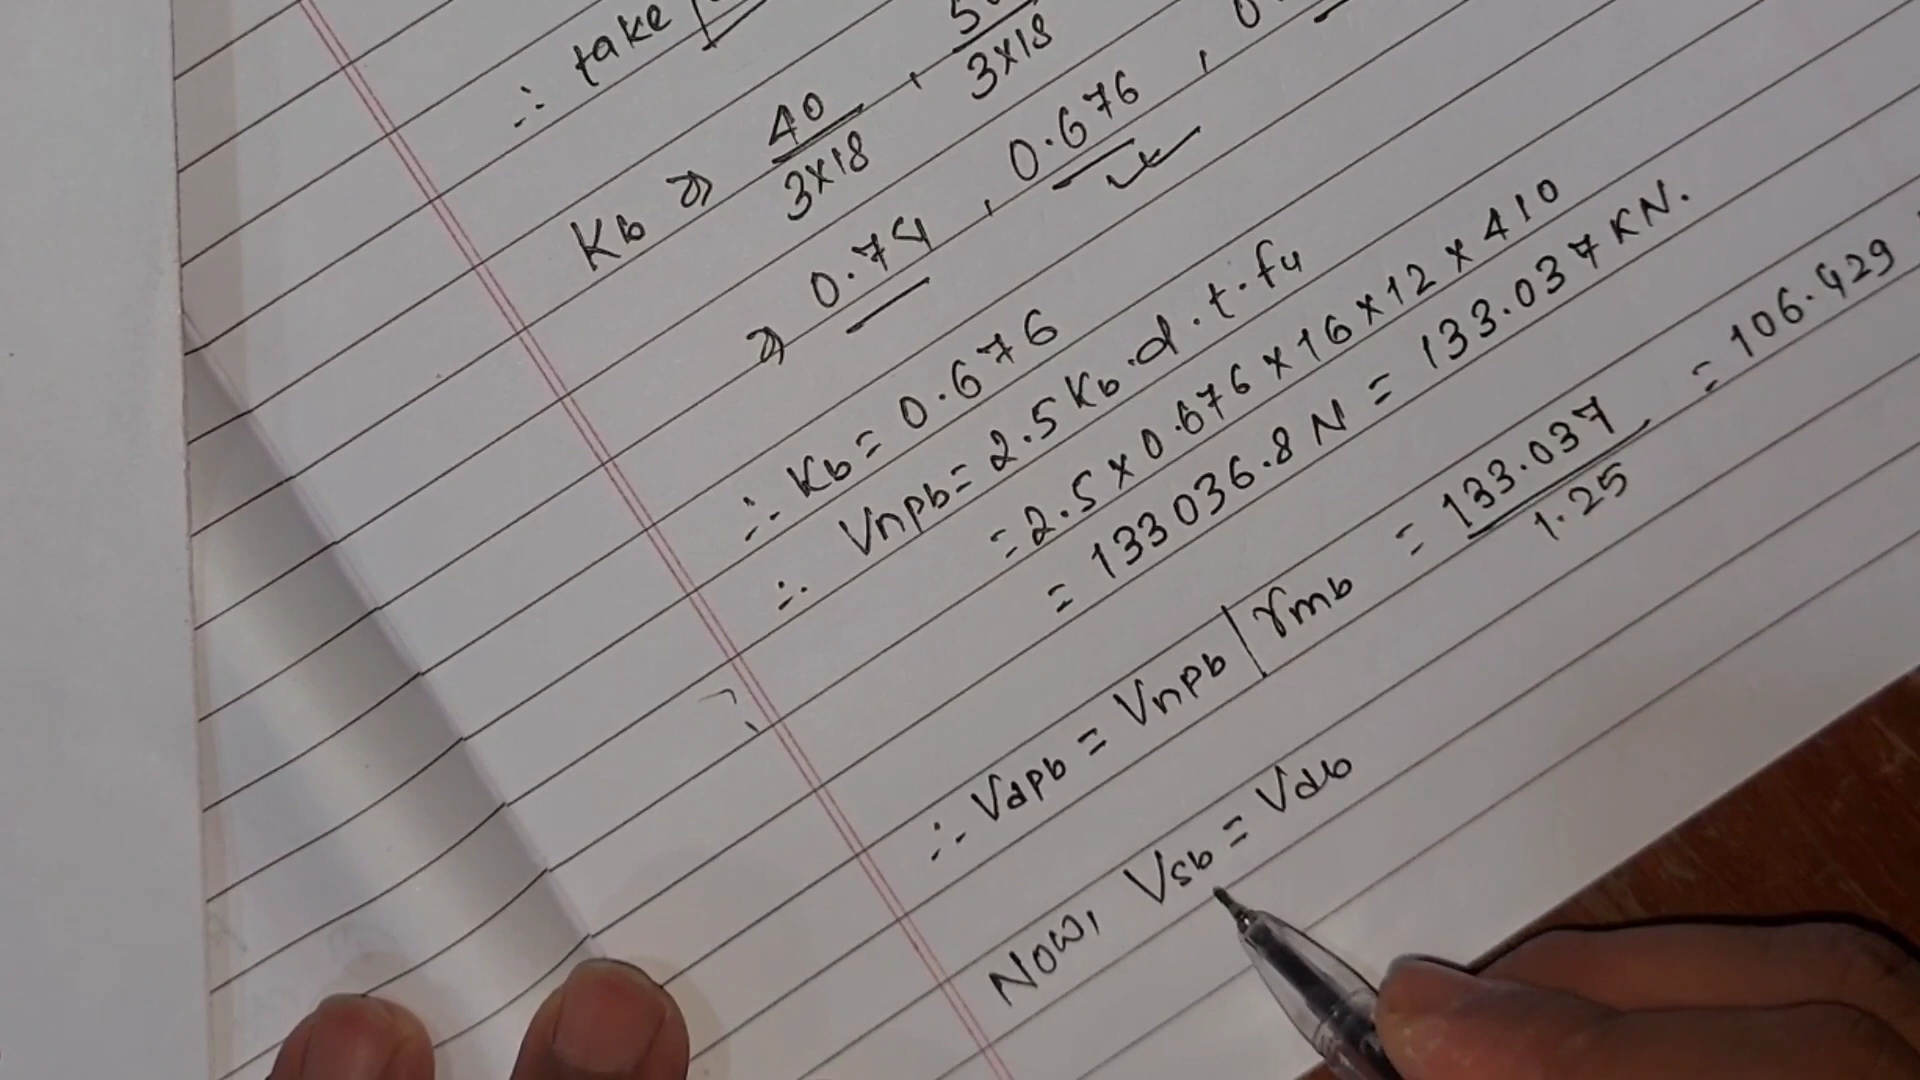 ∴ take
Kb ⇒ 40/3×18 , 5/3×18
⇒ 0.74 , 0.676 , 0.
∴ Kb = 0.676
∴ Vnpb = 2.5 Kb.d.t.fu
= 2.5 × 0.676 × 16 × 12 × 410
= 133036.8 N = 133.037 KN.
∴ Vdpb = Vnpb | γmb = 133.037/1.25 = 106.429
Now, Vsb = Vdb